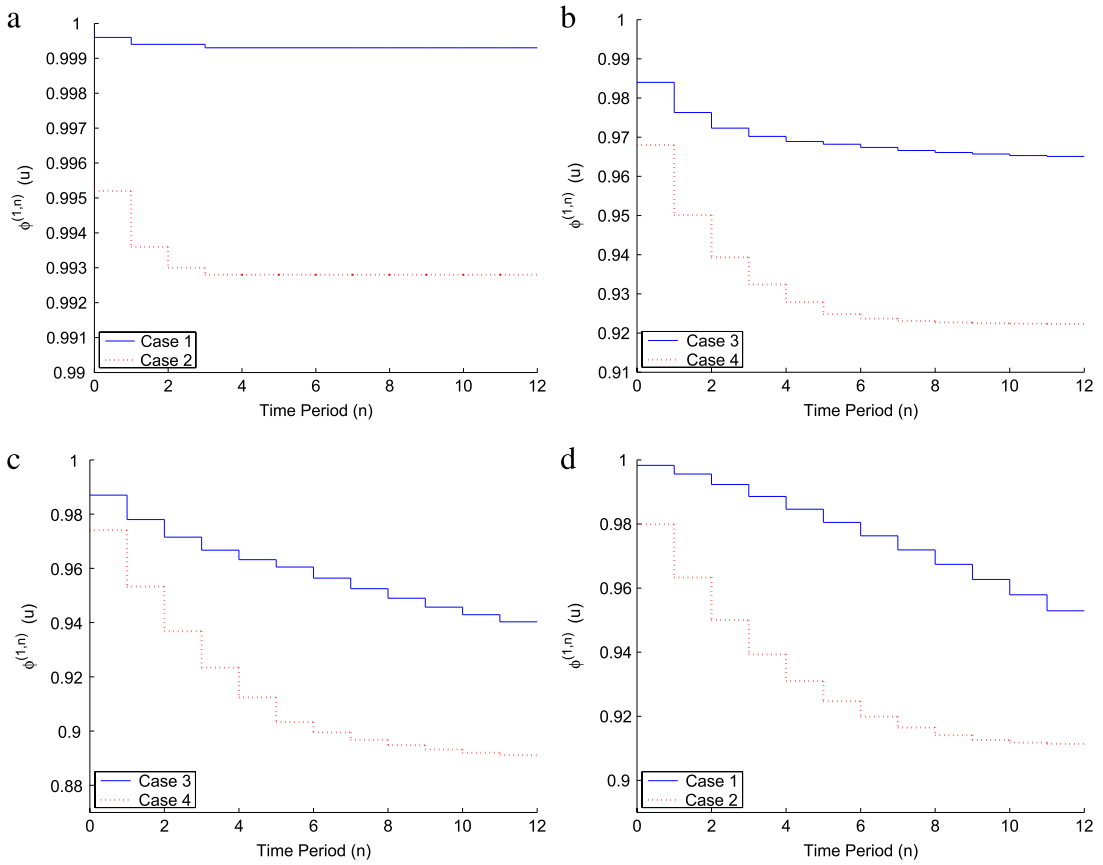 a
1
0.999
0.998
0.997
0.996
0.995
0.994
0.993
0.992
0.991
0.99
ϕ(1,n) (u)
Case 1
Case 2
0 2 4 6 8 10 12
Time Period (n)
b
1
0.99
0.98
0.97
0.96
0.95
0.94
0.93
0.92
0.91
ϕ(1,n) (u)
Case 3
Case 4
0 2 4 6 8 10 12
Time Period (n)
c
1
0.98
0.96
0.94
0.92
0.9
0.88
ϕ(1,n) (u)
Case 3
Case 4
0 2 4 6 8 10 12
Time Period (n)
d
1
0.98
0.96
0.94
0.92
0.9
ϕ(1,n) (u)
Case 1
Case 2
0 2 4 6 8 10 12
Time Period (n)